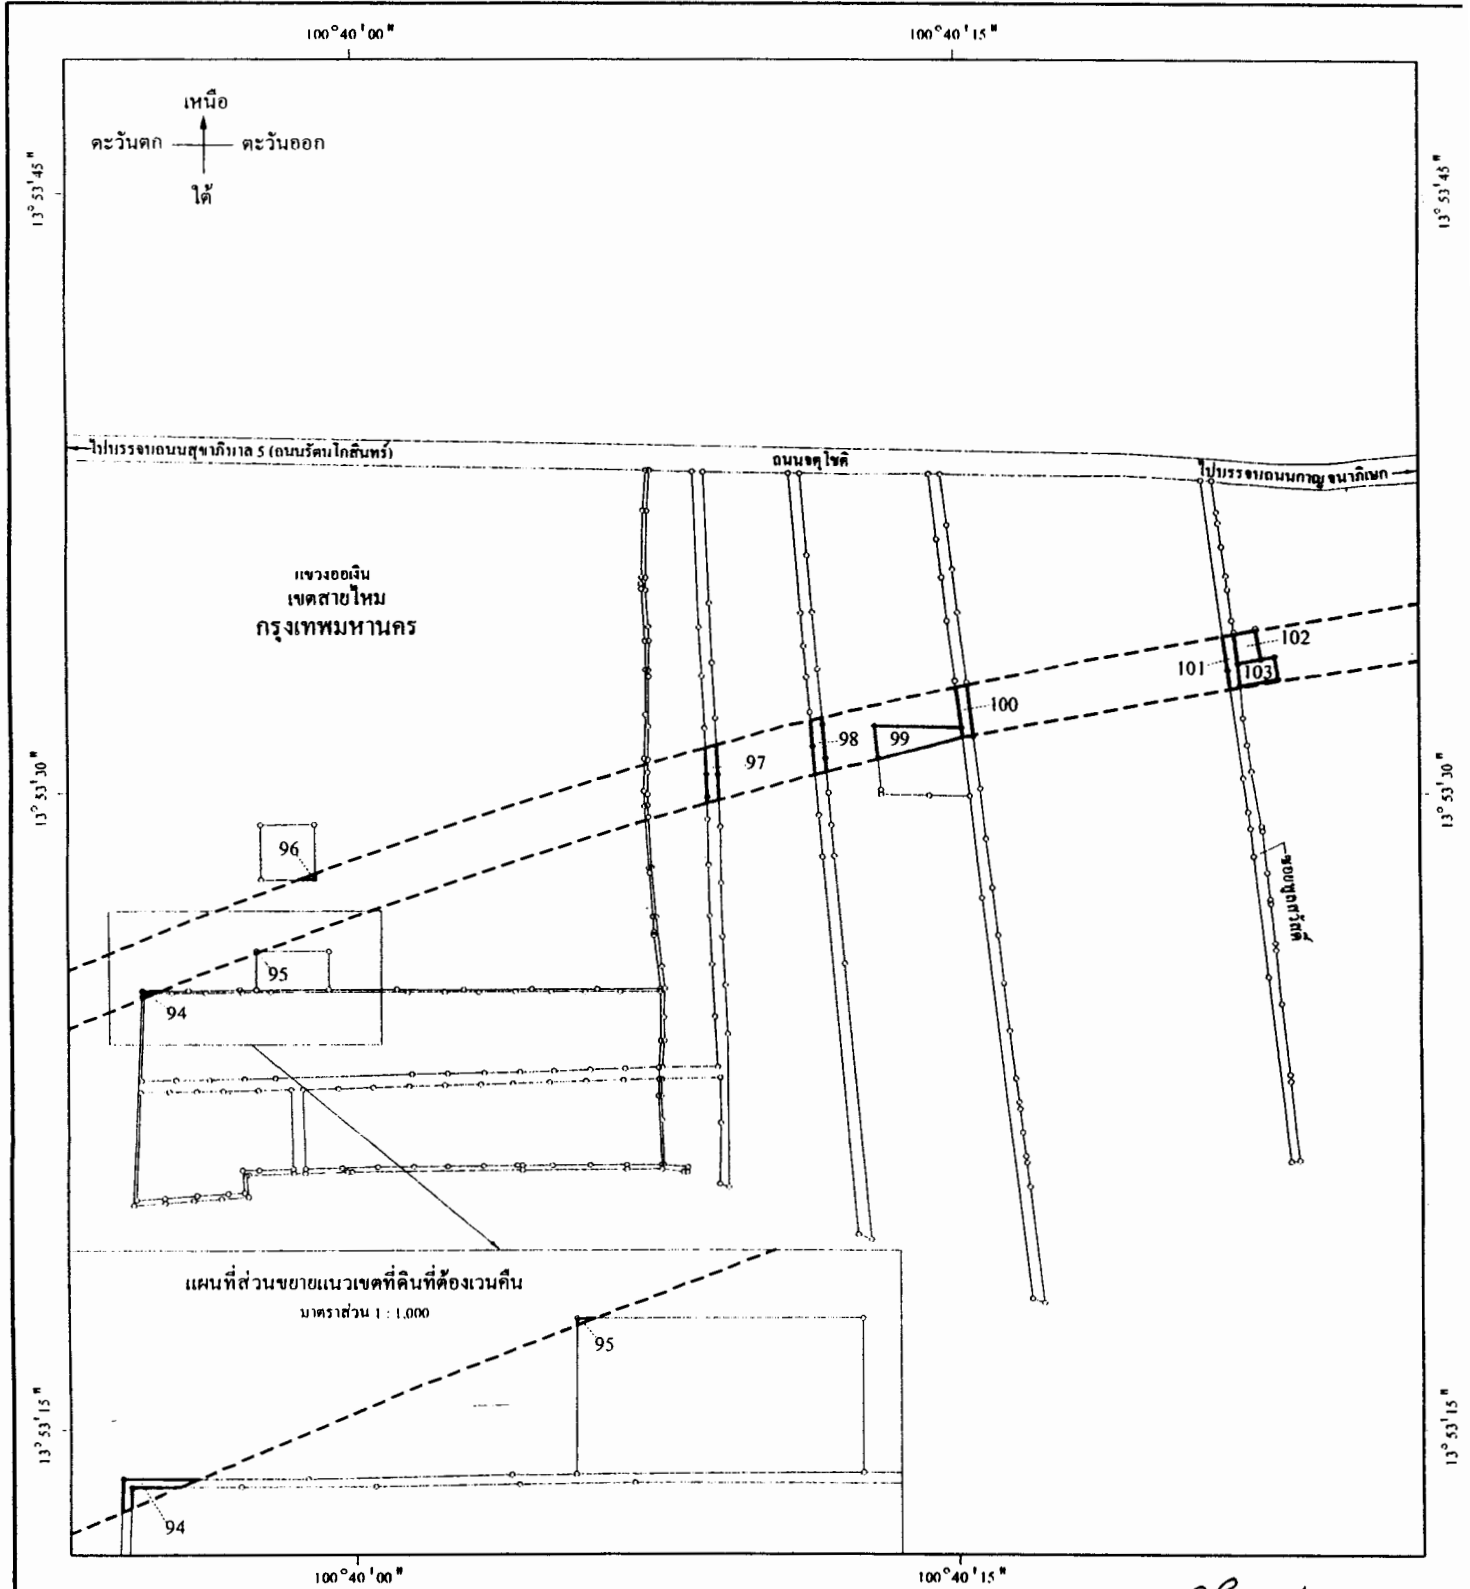 100°40'00"
100°40'15"
เหนือ
ตะวันตก
ตะวันออก
ใต้
13°53'45"
13°53'45"
ไปบรรจบถนนสุขาภิบาล 5 (ถนนรัตนโกสินทร์)
ถนนจตุโชติ
ไปบรรจบถนนกาญจนาภิเษก
แขวงออเงิน
เขตสายไหม
กรุงเทพมหานคร
102
101
103
100
99
98
97
13°53'30"
13°53'30"
96
ซอยพูลสวัสดิ์
95
94
แผนที่ส่วนขยายแนวเขตที่ดินที่ต้องเวนคืน
มาตราส่วน 1 : 1,000
95
13°53'15"
13°53'15"
94
100°40'00"
100°40'15"